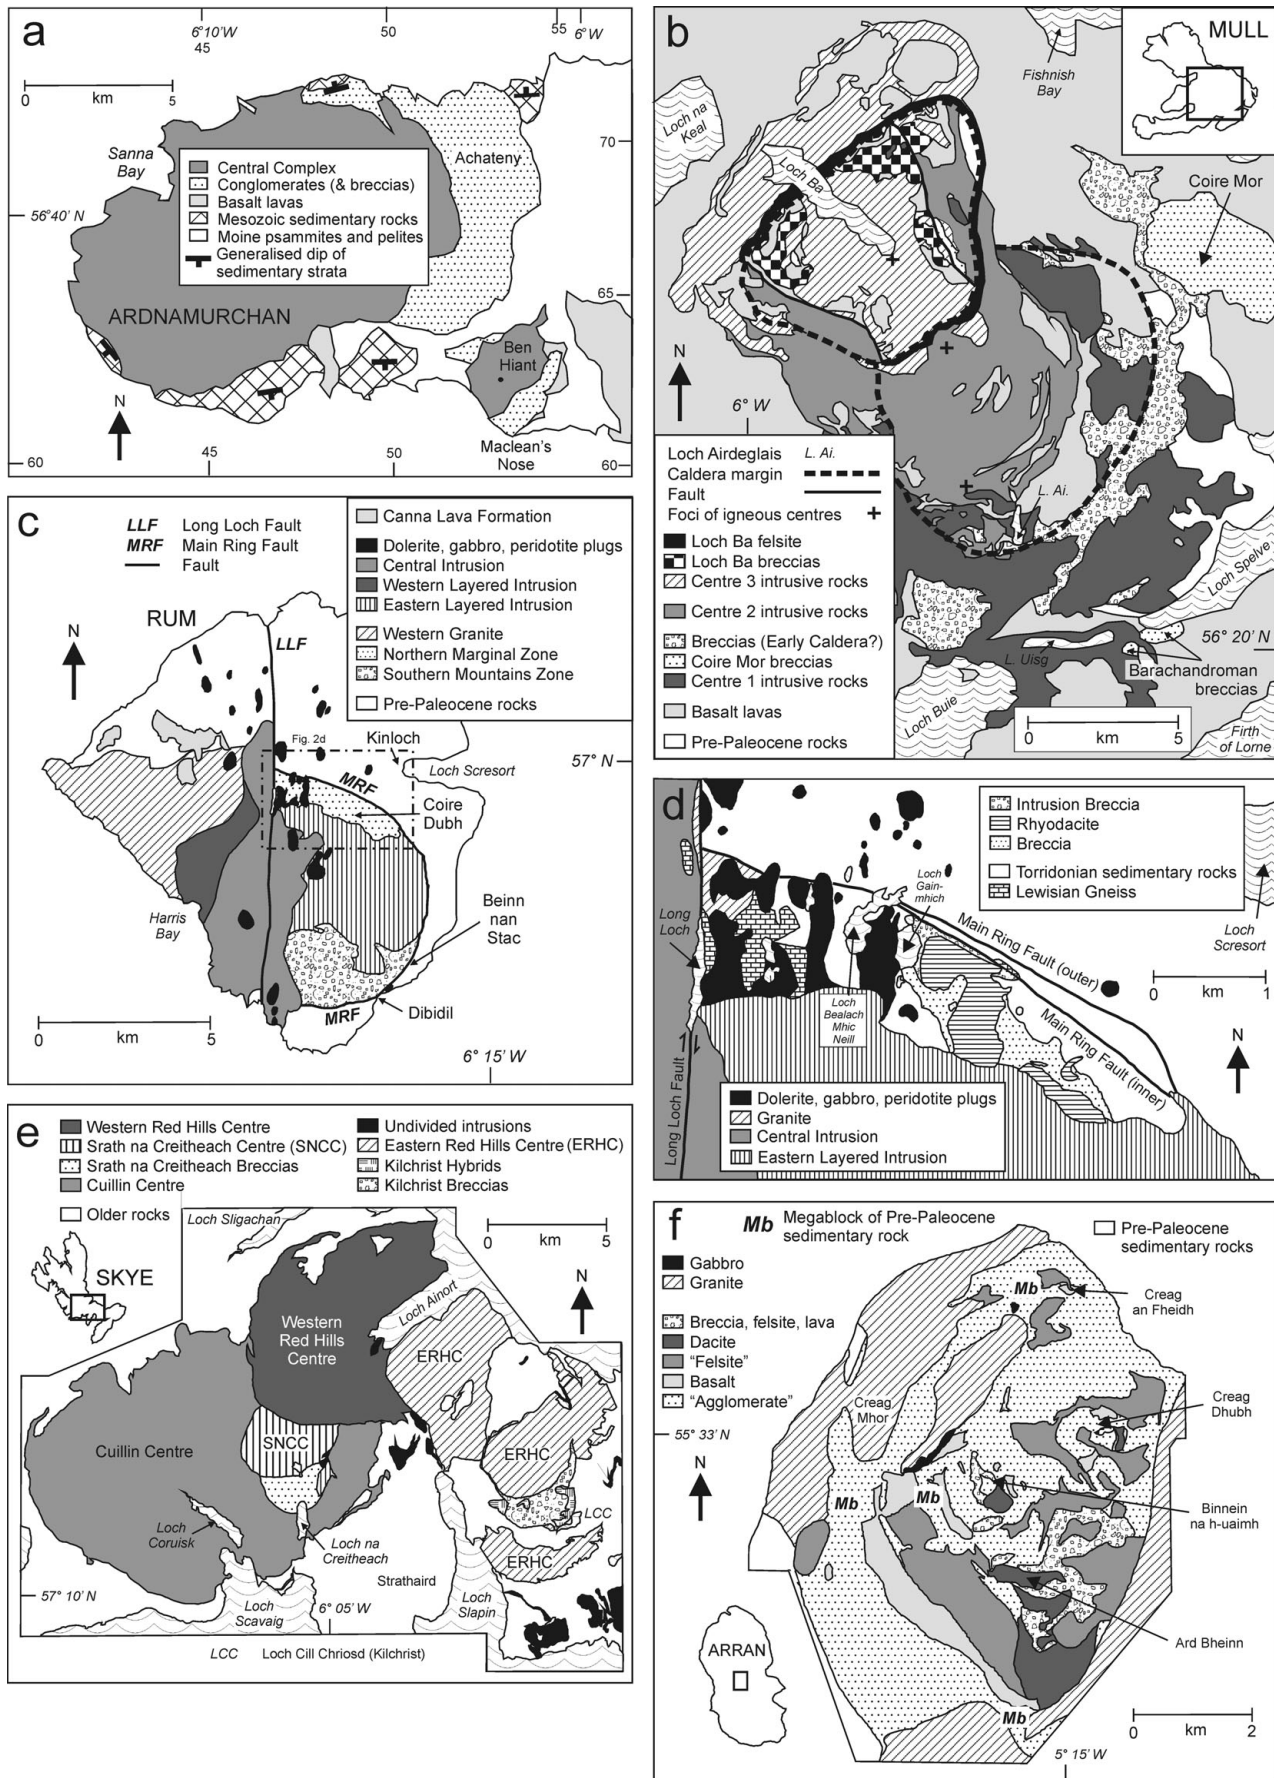 a
6°10'W
45
50
55
6°W
0
5
km
Sanna
Bay
Achateny
70
Central Complex
Conglomerates (& breccias)
Basalt lavas
Mesozoic sedimentary rocks
Moine psammites and pelites
Generalised dip of
sedimentary strata
56°40' N
65
ARDNAMURCHAN
Ben
Hiant
N
Maclean's
Nose
60
45
50
60
b
MULL
Fishnish
Bay
Loch na
Keal
Loch Ba
Coire Mor
N
6° W
Loch Airdeglais
L. Ai.
Caldera margin
Fault
Foci of igneous centres
Loch Ba felsite
Loch Ba breccias
Centre 3 intrusive rocks
Centre 2 intrusive rocks
Breccias (Early Caldera?)
Coire Mor breccias
Centre 1 intrusive rocks
Basalt lavas
Pre-Paleocene rocks
L. Ai.
Loch Spelve
56° 20' N
L. Uisg
Barachandroman
breccias
Loch Buie
0
5
km
Firth
of Lorne
c
LLF
Long Loch Fault
MRF
Main Ring Fault
Fault
Canna Lava Formation
Dolerite, gabbro, peridotite plugs
Central Intrusion
Western Layered Intrusion
Eastern Layered Intrusion
Western Granite
Northern Marginal Zone
Southern Mountains Zone
Pre-Paleocene rocks
RUM
N
LLF
Fig. 2d
Kinloch
57° N
Loch Scresort
MRF
Coire
Dubh
Harris
Bay
Beinn
nan
Stac
MRF
Dibidil
0
5
km
6° 15' W
d
Intrusion Breccia
Rhyodacite
Breccia
Torridonian sedimentary rocks
Lewisian Gneiss
Loch
Gain-
mhich
Long
Loch
Main Ring Fault (outer)
Loch
Scresort
0
1
km
Loch
Bealach
Mhic
Neill
N
Main Ring Fault (inner)
Long Loch Fault
Dolerite, gabbro, peridotite plugs
Granite
Central Intrusion
Eastern Layered Intrusion
e
Western Red Hills Centre
Srath na Creitheach Centre (SNCC)
Srath na Creitheach Breccias
Cuillin Centre
Older rocks
Undivided intrusions
Eastern Red Hills Centre (ERHC)
Kilchrist Hybrids
Kilchrist Breccias
Loch Sligachan
0
5
km
SKYE
N
Loch Ainort
Western
Red Hills
Centre
ERHC
SNCC
Cuillin Centre
ERHC
LCC
Loch
Coruisk
Loch na
Creitheach
ERHC
Strathaird
57° 10' N
Loch
Scavaig
6° 05' W
Loch
Slapin
LCC
Loch Cill Chriosd (Kilchrist)
f
Mb
Megablock of Pre-Paleocene
sedimentary rock
Pre-Paleocene
sedimentary rocks
Gabbro
Granite
Breccia, felsite, lava
Dacite
"Felsite"
Basalt
"Agglomerate"
Mb
Creag
an Fheidh
Creag
Mhor
Creag
Dhubh
55° 33' N
N
Mb
Mb
Binnein
na h-uaimh
Ard Bheinn
ARRAN
Mb
0
2
km
5° 15' W